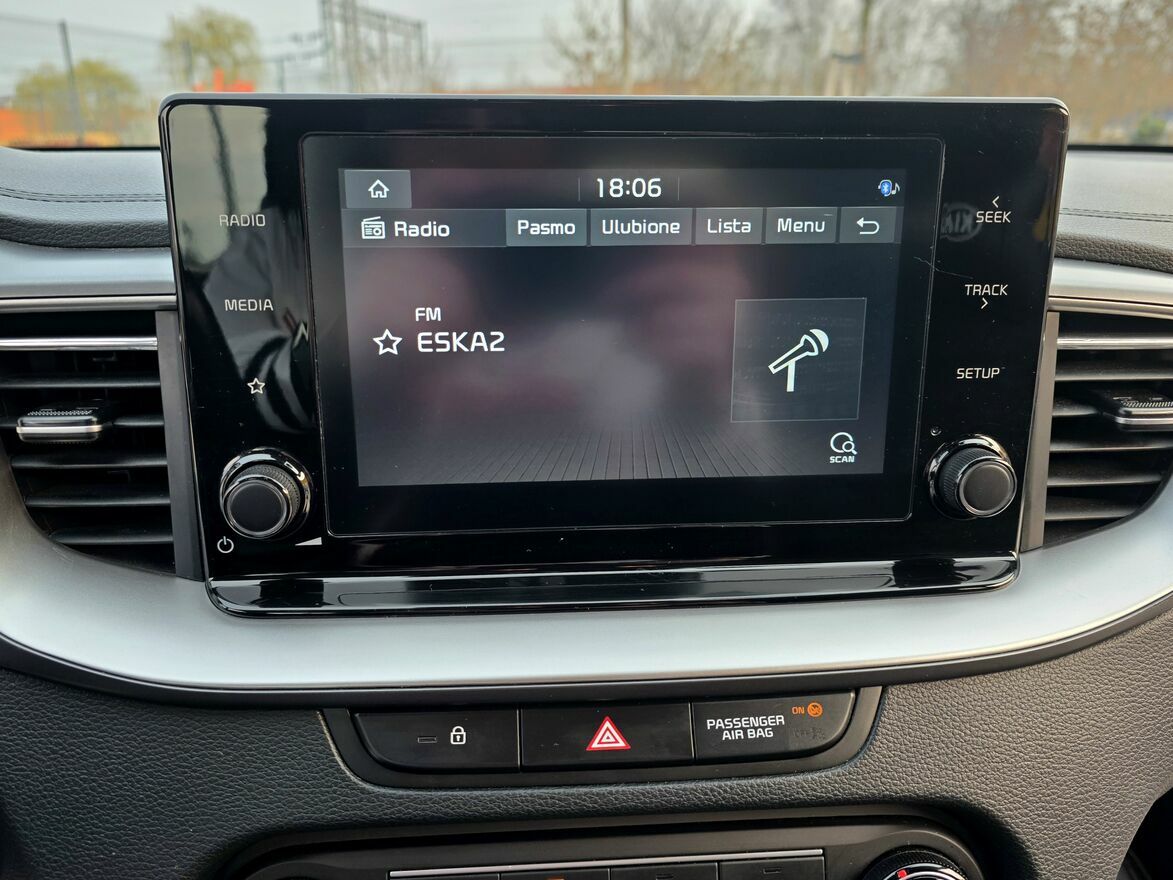 18:06
RADIO
Radio
Pasmo
Ulubione
Lista
Menu
SEEK
KIA
MEDIA
TRACK
FM
ESKA2
SETUP
SCAN
PASSENGER
AIR BAG
ON